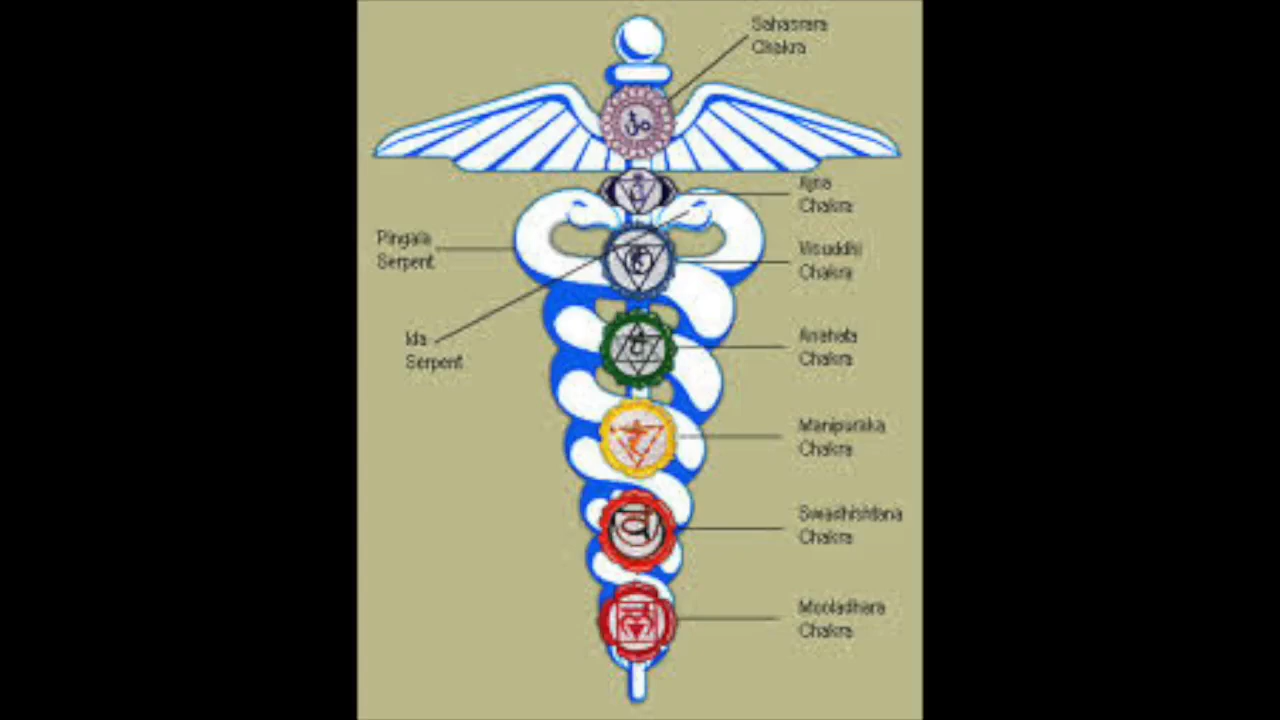 Sahasrara
Chakra
Ajna
Chakra
Pingala
Serpent
Visuddhi
Chakra
Ida
Serpent
Anahata
Chakra
Manipuraka
Chakra
Swadhishtana
Chakra
Mooladhara
Chakra